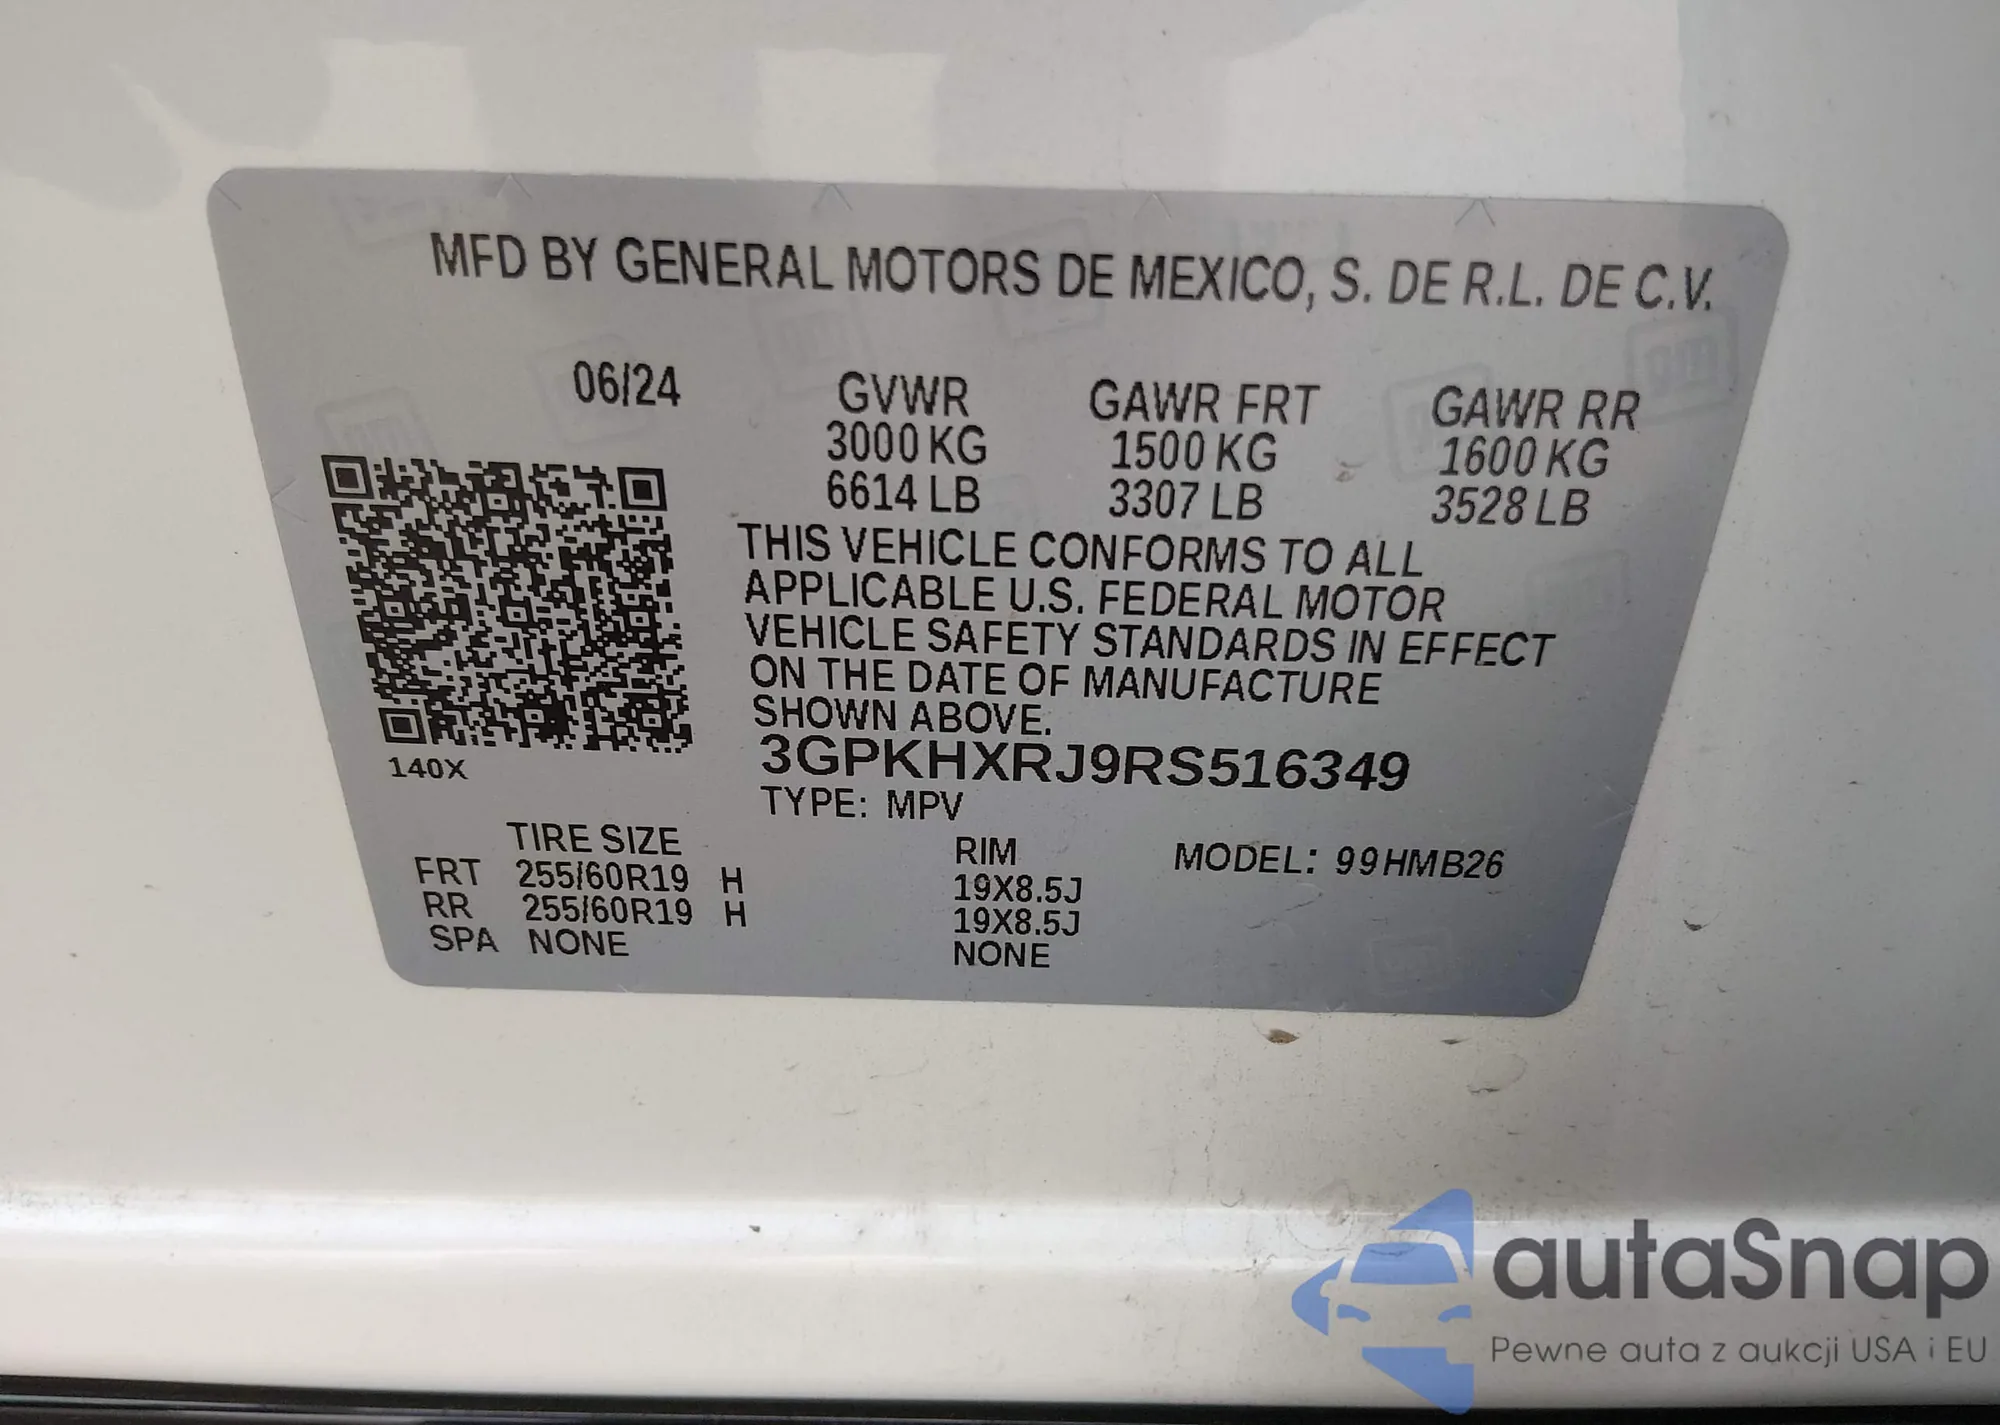 MFD BY GENERAL MOTORS DE MEXICO, S. DE R.L. DE C.V.
06/24 GVWR GAWR FRT GAWR RR
3000 KG 1500 KG 1600 KG
6614 LB 3307 LB 3528 LB
THIS VEHICLE CONFORMS TO ALL
APPLICABLE U.S. FEDERAL MOTOR
VEHICLE SAFETY STANDARDS IN EFFECT
ON THE DATE OF MANUFACTURE
SHOWN ABOVE.
3GPKHXRJ9RS516349
140X
TYPE: MPV
TIRE SIZE RIM MODEL: 99HMB26
FRT 255/60R19 H 19X8.5J
RR 255/60R19 H 19X8.5J
SPA NONE NONE
autaSnap
Pewne auta z aukcji USA i EU